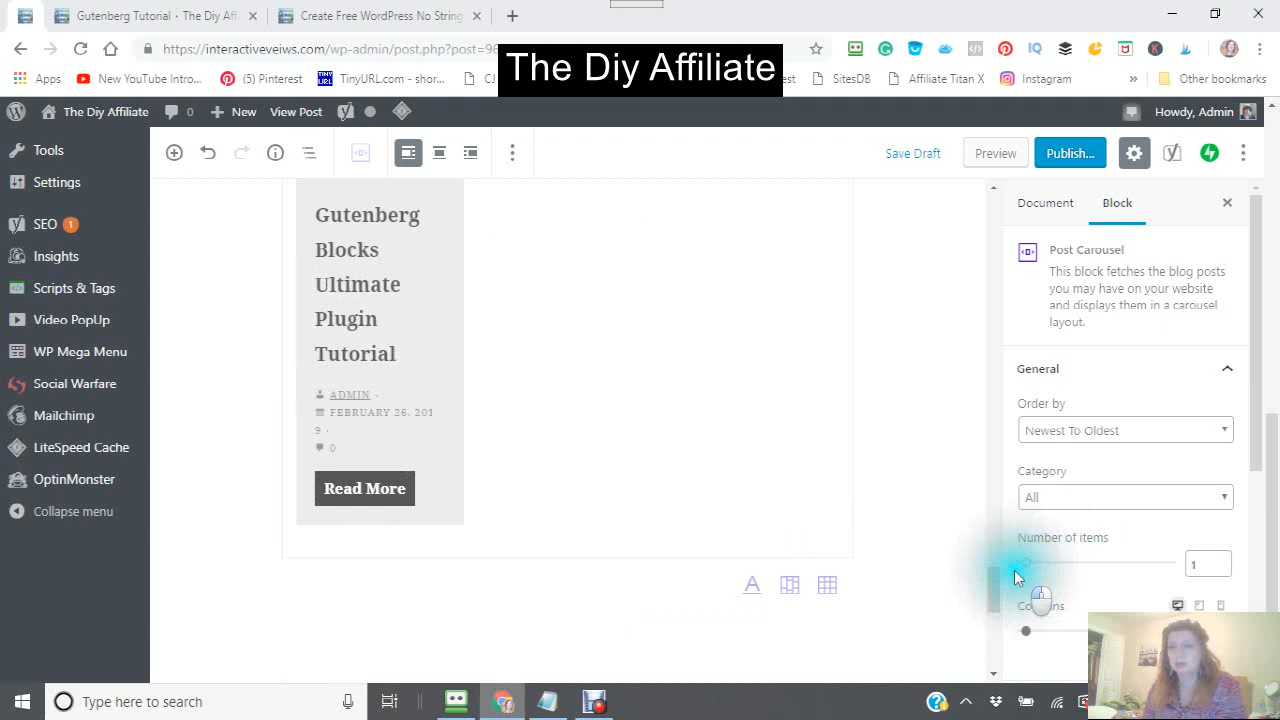 Gutenberg Tutorial - The Diy Affil
Create Free WordPress No String
https://interactiveveiws.com/wp-admin/post.php?post=96
The Diy Affiliate
Apps
YouTube Intro...
(5) Pinterest
TinyURL.com - shor...
CJ
SitesDB
Affiliate Titan X
Instagram
»
Other bookmarks
The DIY Affiliate
0
New
View Post
Howdy, Admin
Tools
Settings
SEO 1
Insights
Scripts & Tags
Video PopUp
WP Mega Menu
Social Warfare
Mailchimp
LiteSpeed Cache
OptinMonster
Collapse menu
Save Draft
Preview
Publish...
Gutenberg
Blocks
Ultimate
Plugin
Tutorial
ADMIN ·
FEBRUARY 26, 201
9 ·
0
Read More
Document
Block
Post Carousel
This block fetches the blog posts
you may have on your website
and displays them in a carousel
layout.
General
Order by
Newest To Oldest
Category
All
Number of items
1
Type here to search